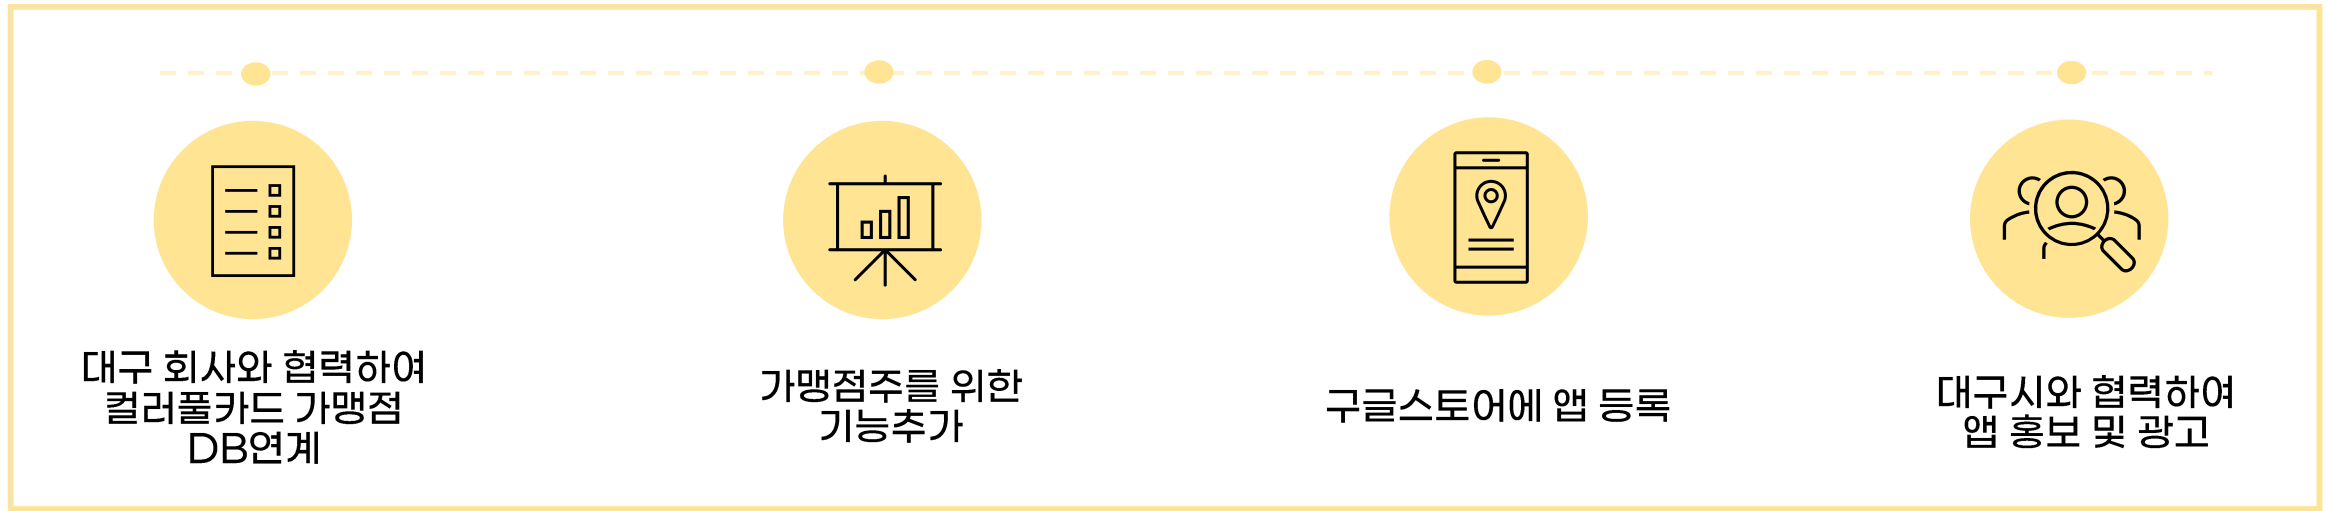 대구 회사와 협력하여
컬러풀카드 가맹점
DB연계
가맹점주를 위한
기능추가
구글스토어에 앱 등록
대구시와 협력하여
앱 홍보 및 광고